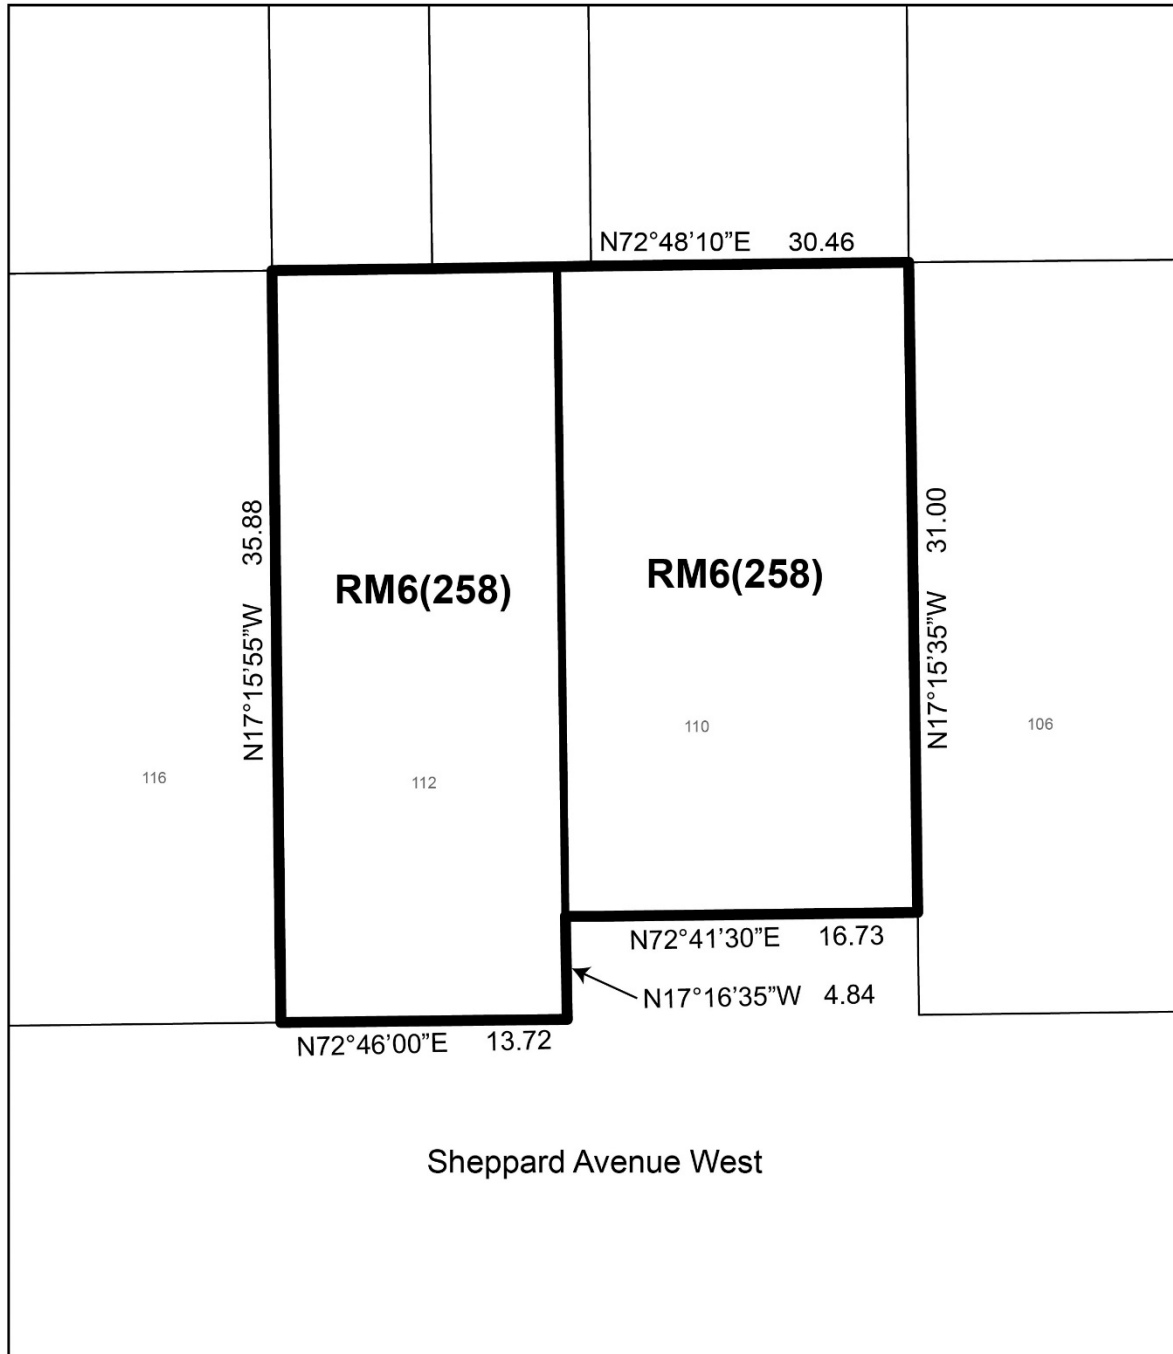 N72°48’10”E 30.46
N17°15’55”W 35.88
RM6(258)
RM6(258)
N17°15’35”W 31.00
116
112
110
106
N72°41’30”E 16.73
N17°16’35”W 4.84
N72°46’00”E 13.72
Sheppard Avenue West